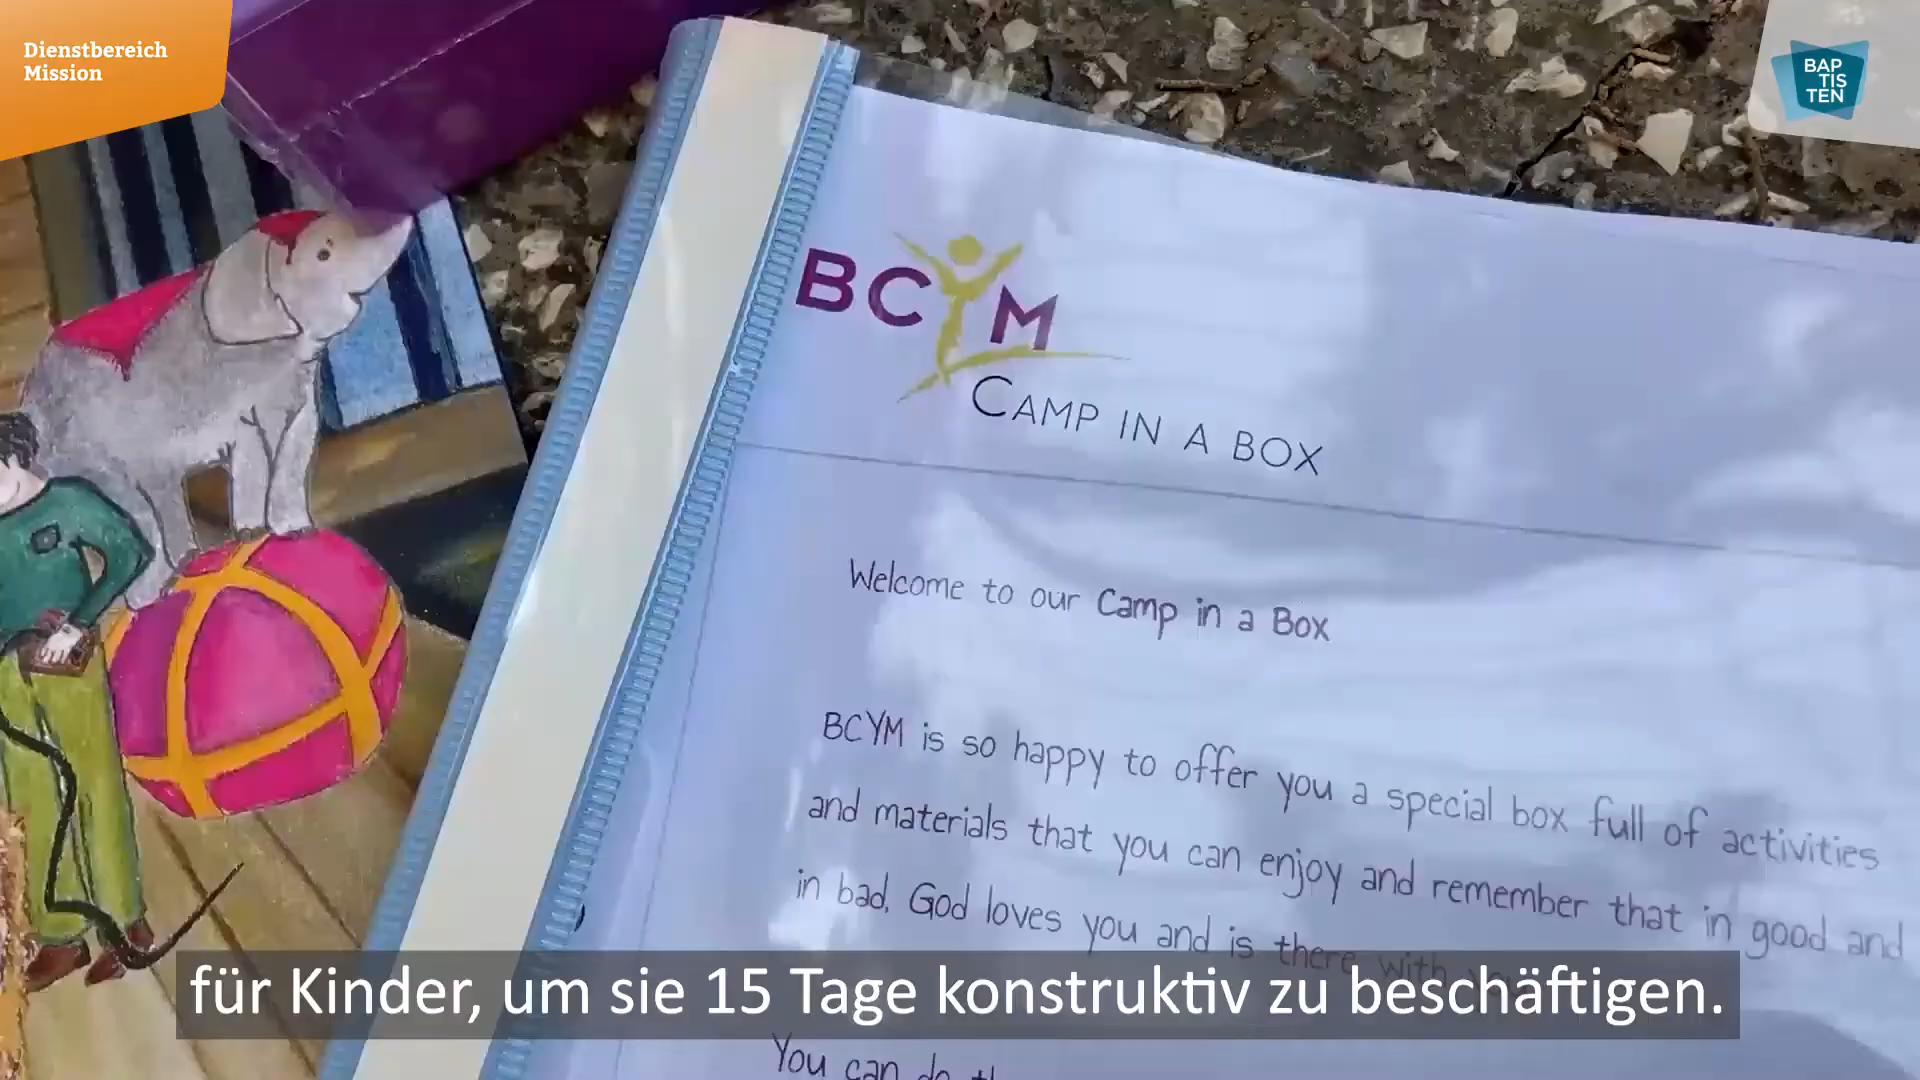 Dienstbereich
Mission
BAP
TIS
TEN
BCYM
CAMP IN A BOX
Welcome to our Camp in a Box
BCYM is so happy to offer you a special box full of activities
and materials that you can enjoy and remember that in good and
in bad, God loves you and is there with
für Kinder, um sie 15 Tage konstruktiv zu beschäftigen.
You can do